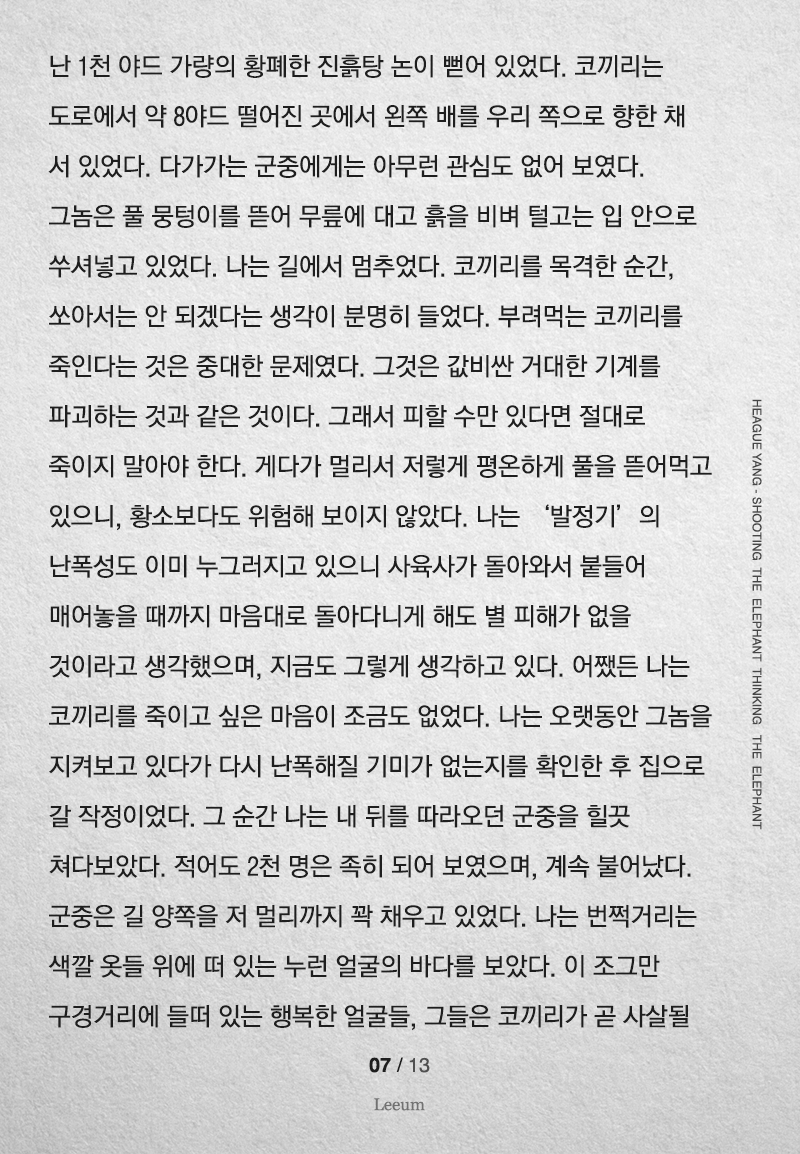 난 1천 야드 가량의 황폐한 진흙탕 논이 뻗어 있었다. 코끼리는
도로에서 약 8야드 떨어진 곳에서 왼쪽 배를 우리 쪽으로 향한 채
서 있었다. 다가가는 군중에게는 아무런 관심도 없어 보였다.
그놈은 풀 뭉텅이를 뜯어 무릎에 대고 흙을 비벼 털고는 입 안으로
쑤셔넣고 있었다. 나는 길에서 멈추었다. 코끼리를 목격한 순간,
쏘아서는 안 되겠다는 생각이 분명히 들었다. 부려먹는 코끼리를
죽인다는 것은 중대한 문제였다. 그것은 값비싼 거대한 기계를
파괴하는 것과 같은 것이다. 그래서 피할 수만 있다면 절대로
죽이지 말아야 한다. 게다가 멀리서 저렇게 평온하게 풀을 뜯어먹고
있으니, 황소보다도 위험해 보이지 않았다. 나는 ‘발정기’ 의
난폭성도 이미 누그러지고 있으니 사육사가 돌아와서 붙들어
매어놓을 때까지 마음대로 돌아다니게 해도 별 피해가 없을
것이라고 생각했으며, 지금도 그렇게 생각하고 있다. 어쨌든 나는
코끼리를 죽이고 싶은 마음이 조금도 없었다. 나는 오랫동안 그놈을
지켜보고 있다가 다시 난폭해질 기미가 없는지를 확인한 후 집으로
갈 작정이었다. 그 순간 나는 내 뒤를 따라오던 군중을 힐끗
쳐다보았다. 적어도 2천 명은 족히 되어 보였으며, 계속 불어났다.
군중은 길 양쪽을 저 멀리까지 꽉 채우고 있었다. 나는 번쩍거리는
색깔 옷들 위에 떠 있는 누런 얼굴의 바다를 보았다. 이 조그만
구경거리에 들떠 있는 행복한 얼굴들, 그들은 코끼리가 곧 사살될
HEAGUE YANG - SHOOTING THE ELEPHANT THINKING THE ELEPHANT
07 / 13
Leeum